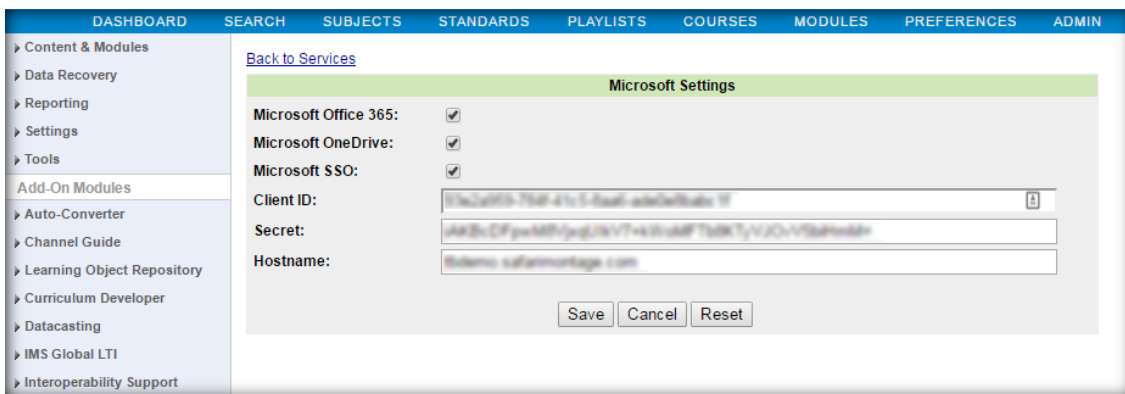 DASHBOARD SEARCH SUBJECTS STANDARDS PLAYLISTS COURSES MODULES PREFERENCES ADMIN
Content & Modules
Data Recovery
Reporting
Settings
Tools
Add-On Modules
Auto-Converter
Channel Guide
Learning Object Repository
Curriculum Developer
Datacasting
IMS Global LTI
Interoperability Support
Back to Services
Microsoft Settings
Microsoft Office 365:
Microsoft OneDrive:
Microsoft SSO:
Client ID:
Secret:
Hostname:
Save Cancel Reset